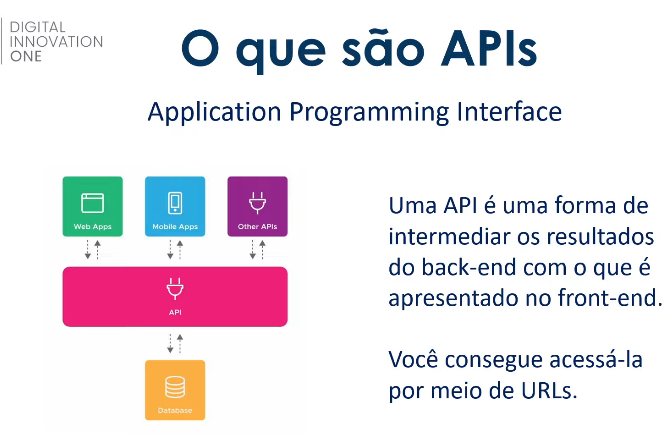 DIGITAL
INNOVATION
ONE
O que são APIs
Application Programming Interface
Web Apps
Mobile Apps
Other APIs
API
Database
Uma API é uma forma de
intermediar os resultados
do back-end com o que é
apresentado no front-end.
Você consegue acessá-la
por meio de URLs.